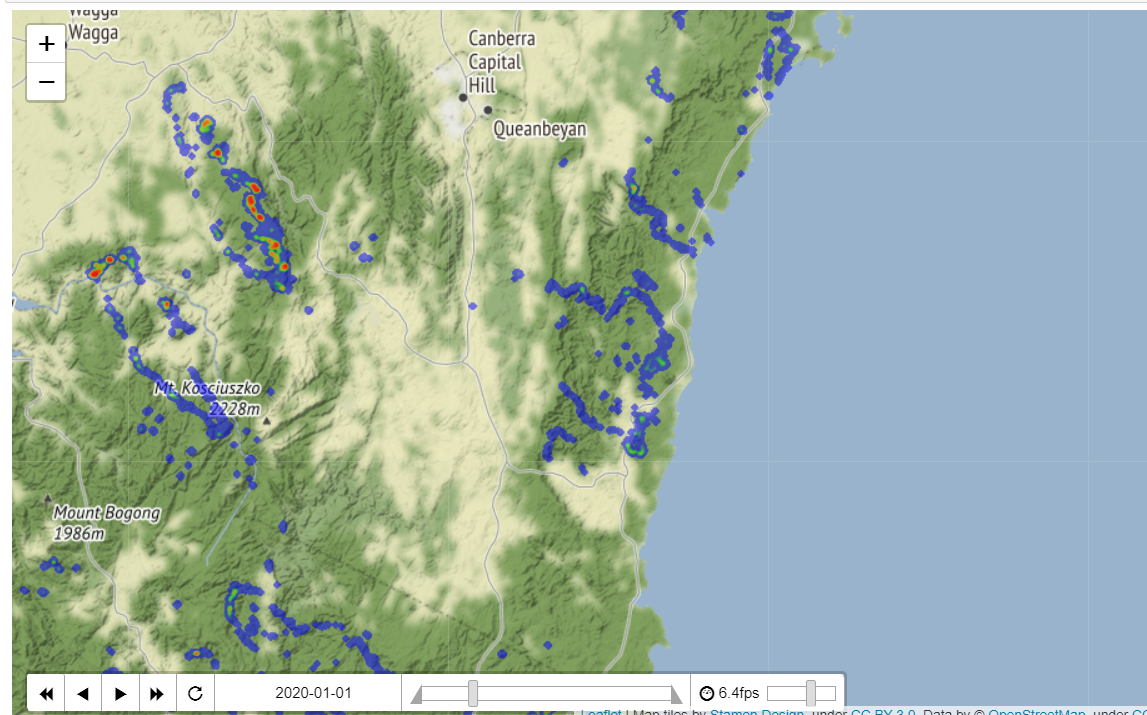 Wagga
Wagga
+
−
Canberra
Capital
Hill
Queanbeyan
Mt. Kosciuszko
2228m
Mount Bogong
1986m
2020-01-01
6.4fps
Leaflet | Map tiles by Stamen Design, under CC BY 3.0. Data by © OpenStreetMap, under